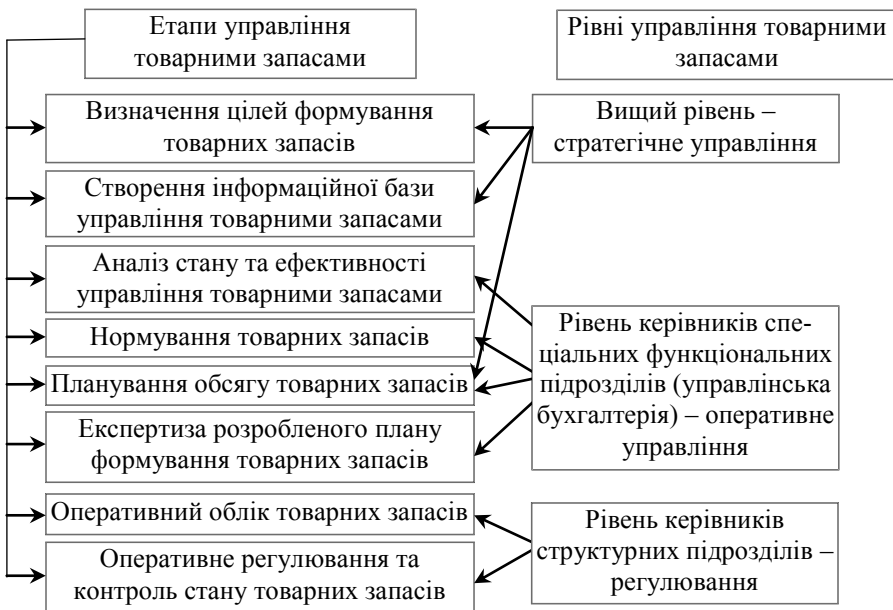 Етапи управління
товарними запасами
Рівні управління товарними
запасами
Визначення цілей формування
товарних запасів
Вищий рівень –
стратегічне управління
Створення інформаційної бази
управління товарними запасами
Аналіз стану та ефективності
управління товарними запасами
Нормування товарних запасів
Планування обсягу товарних запасів
Експертиза розробленого плану
формування товарних запасів
Рівень керівників спе-
ціальних функціональних
підрозділів (управлінська
бухгалтерія) – оперативне
управління
Оперативний облік товарних запасів
Оперативне регулювання та
контроль стану товарних запасів
Рівень керівників
структурних підрозділів –
регулювання